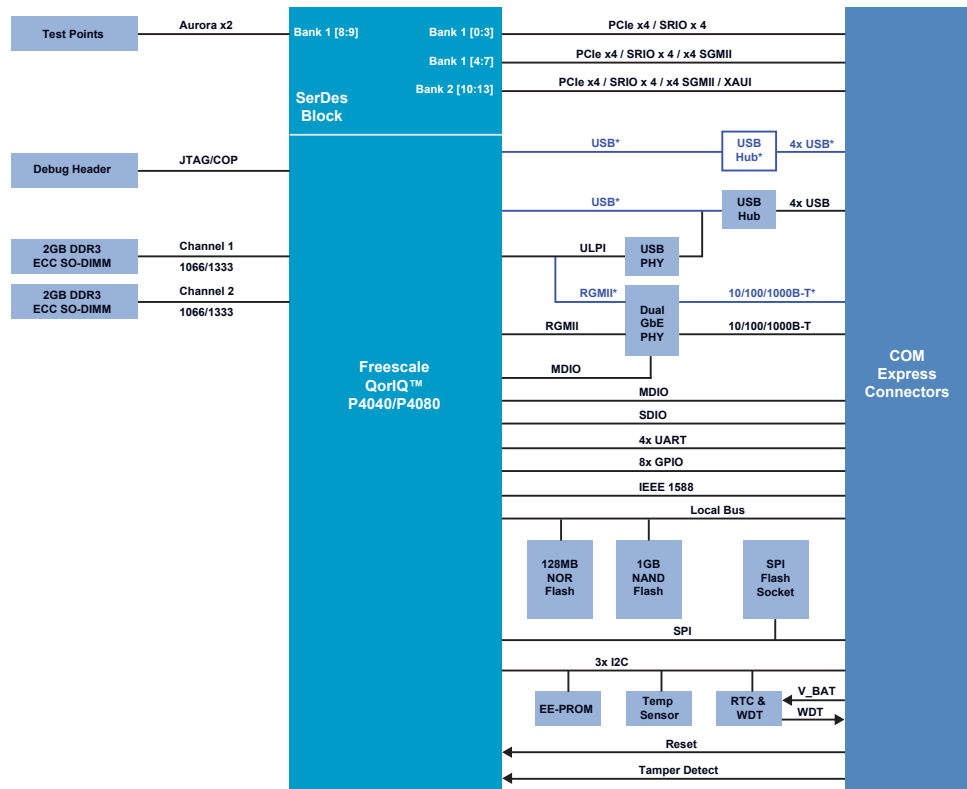 Test Points
Aurora x2
Bank 1 [8:9]
Bank 1 [0:3]
PCIe x4 / SRIO x 4
Bank 1 [4:7]
PCIe x4 / SRIO x 4 / x4 SGMII
Bank 2 [10:13]
PCIe x4 / SRIO x 4 / x4 SGMII / XAUI
SerDes
Block
USB*
USB
Hub*
4x USB*
Debug Header
JTAG/COP
USB*
USB
Hub
4x USB
2GB DDR3
ECC SO-DIMM
Channel 1
1066/1333
ULPI
USB
PHY
2GB DDR3
ECC SO-DIMM
Channel 2
1066/1333
RGMII*
Dual
GbE
PHY
10/100/1000B-T*
RGMII
10/100/1000B-T
MDIO
Freescale
QorIQ™
P4040/P4080
COM
Express
Connectors
MDIO
SDIO
4x UART
8x GPIO
IEEE 1588
Local Bus
128MB
NOR
Flash
1GB
NAND
Flash
SPI
Flash
Socket
SPI
3x I2C
EE-PROM
Temp
Sensor
RTC &
WDT
V_BAT
WDT
Reset
Tamper Detect